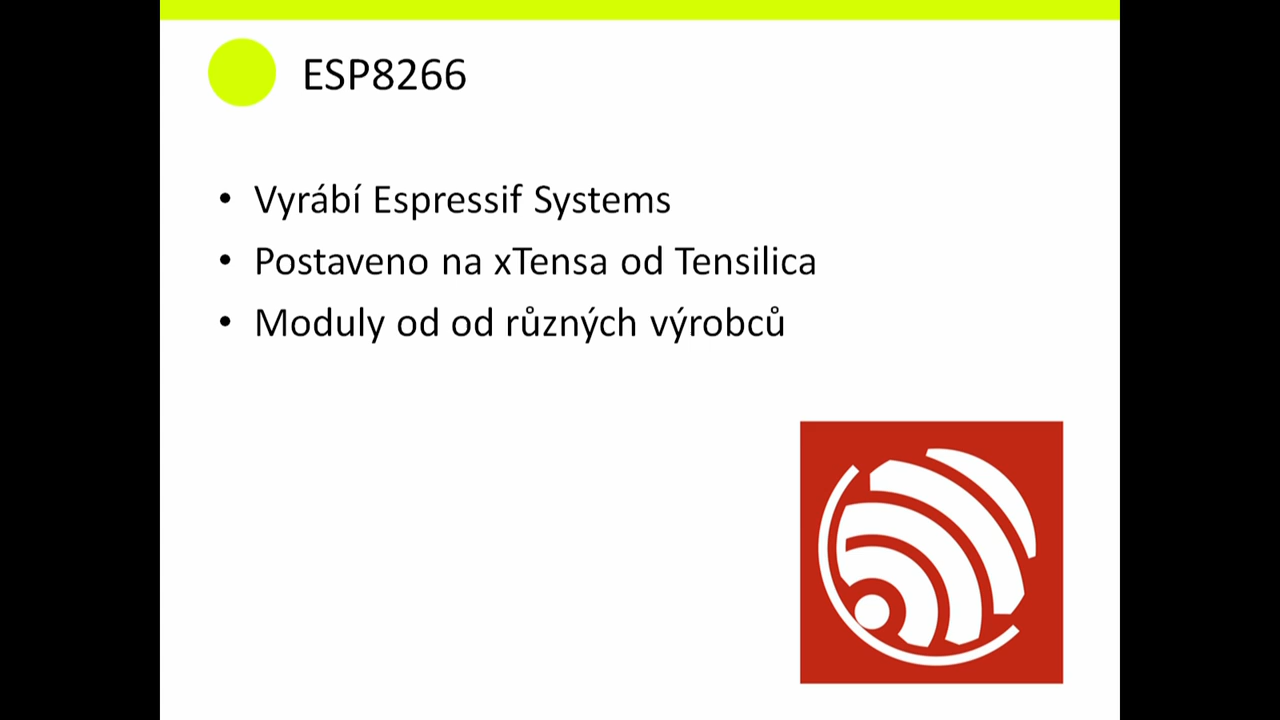 ESP8266
• Vyrábí Espressif Systems
• Postaveno na xTensa od Tensilica
• Moduly od od různých výrobců